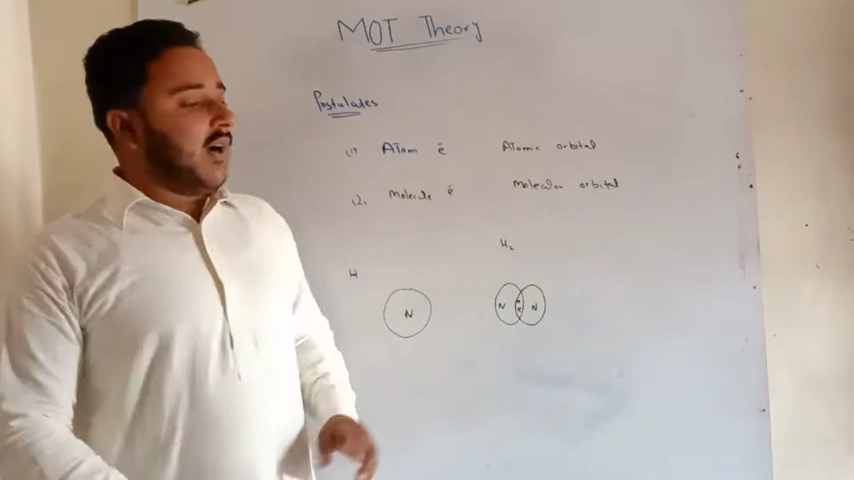 MOT Theory
Postulates
(1) Atom ē Atomic orbital
(2) Molecule ē Molecular orbital
H₂
H
N
N N